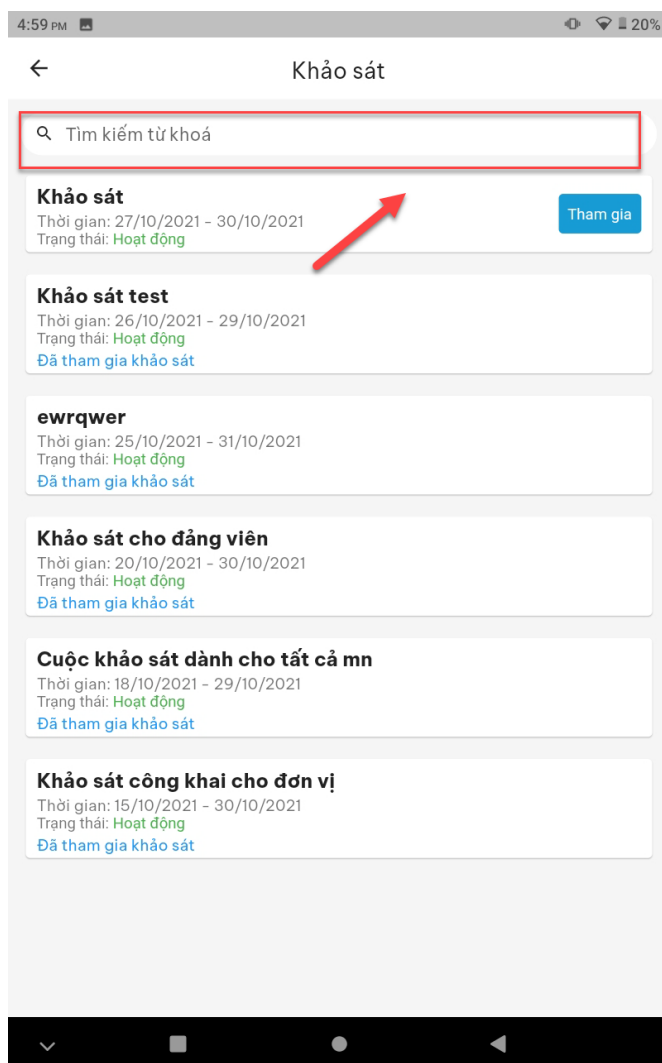 4:59 PM
20%
Khảo sát
Tìm kiếm từ khoá
Khảo sát
Thời gian: 27/10/2021 - 30/10/2021
Trạng thái: Hoạt động
Tham gia
Khảo sát test
Thời gian: 26/10/2021 - 29/10/2021
Trạng thái: Hoạt động
Đã tham gia khảo sát
ewrqwer
Thời gian: 25/10/2021 - 31/10/2021
Trạng thái: Hoạt động
Đã tham gia khảo sát
Khảo sát cho đảng viên
Thời gian: 20/10/2021 - 30/10/2021
Trạng thái: Hoạt động
Đã tham gia khảo sát
Cuộc khảo sát dành cho tất cả mn
Thời gian: 18/10/2021 - 29/10/2021
Trạng thái: Hoạt động
Đã tham gia khảo sát
Khảo sát công khai cho đơn vị
Thời gian: 15/10/2021 - 30/10/2021
Trạng thái: Hoạt động
Đã tham gia khảo sát